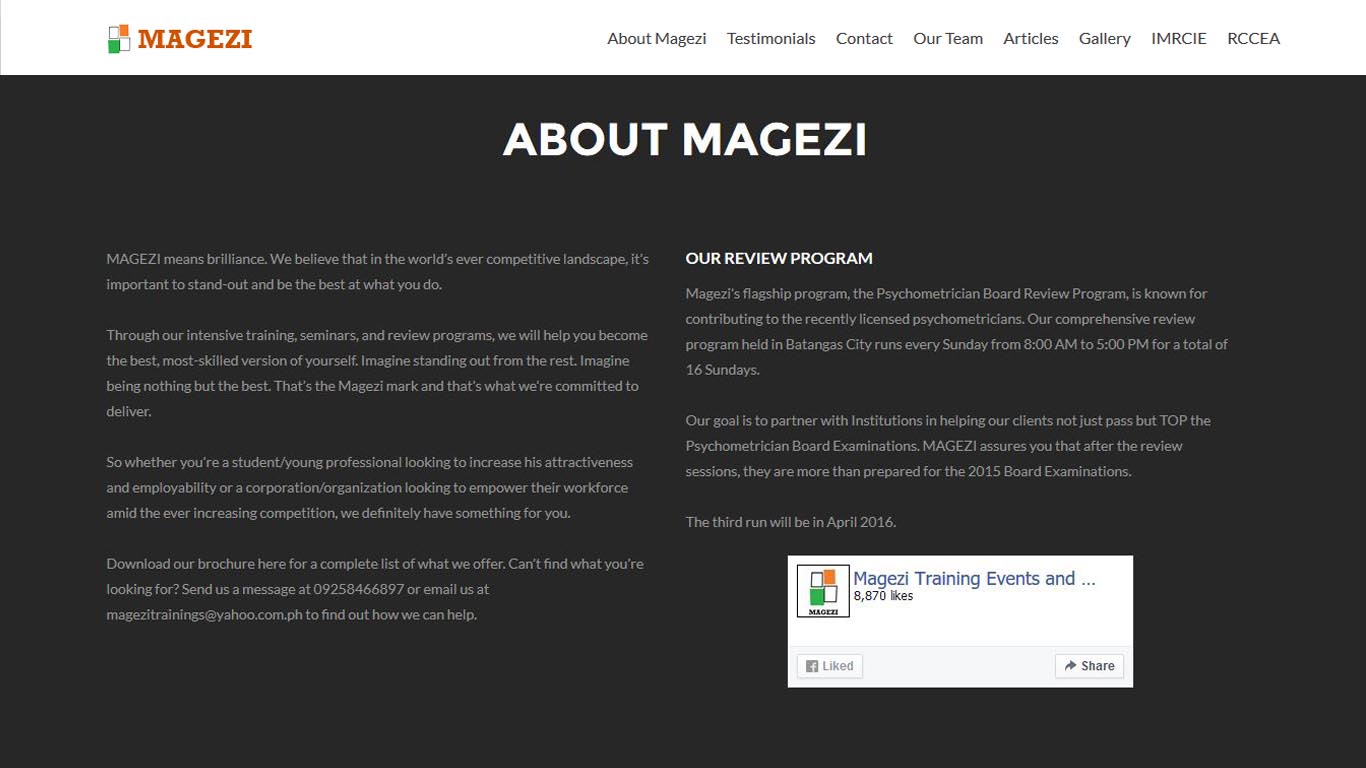 MAGEZI
About Magezi Testimonials Contact Our Team Articles Gallery IMRCIE RCCEA
ABOUT MAGEZI
MAGEZI means brilliance. We believe that in the world's ever competitive landscape, it's
important to stand-out and be the best at what you do.
Through our intensive training, seminars, and review programs, we will help you become
the best, most-skilled version of yourself. Imagine standing out from the rest. Imagine
being nothing but the best. That's the Magezi mark and that's what we're committed to
deliver.
So whether you're a student/young professional looking to increase his attractiveness
and employability or a corporation/organization looking to empower their workforce
amid the ever increasing competition, we definitely have something for you.
Download our brochure here for a complete list of what we offer. Can't find what you're
looking for? Send us a message at 09258466897 or email us at
magezitrainings@yahoo.com.ph to find out how we can help.
OUR REVIEW PROGRAM
Magezi's flagship program, the Psychometrician Board Review Program, is known for
contributing to the recently licensed psychometricians. Our comprehensive review
program held in Batangas City runs every Sunday from 8:00 AM to 5:00 PM for a total of
16 Sundays.
Our goal is to partner with Institutions in helping our clients not just pass but TOP the
Psychometrician Board Examinations. MAGEZI assures you that after the review
sessions, they are more than prepared for the 2015 Board Examinations.
The third run will be in April 2016.
MAGEZI
Magezi Training Events and ...
8,870 likes
Liked
Share